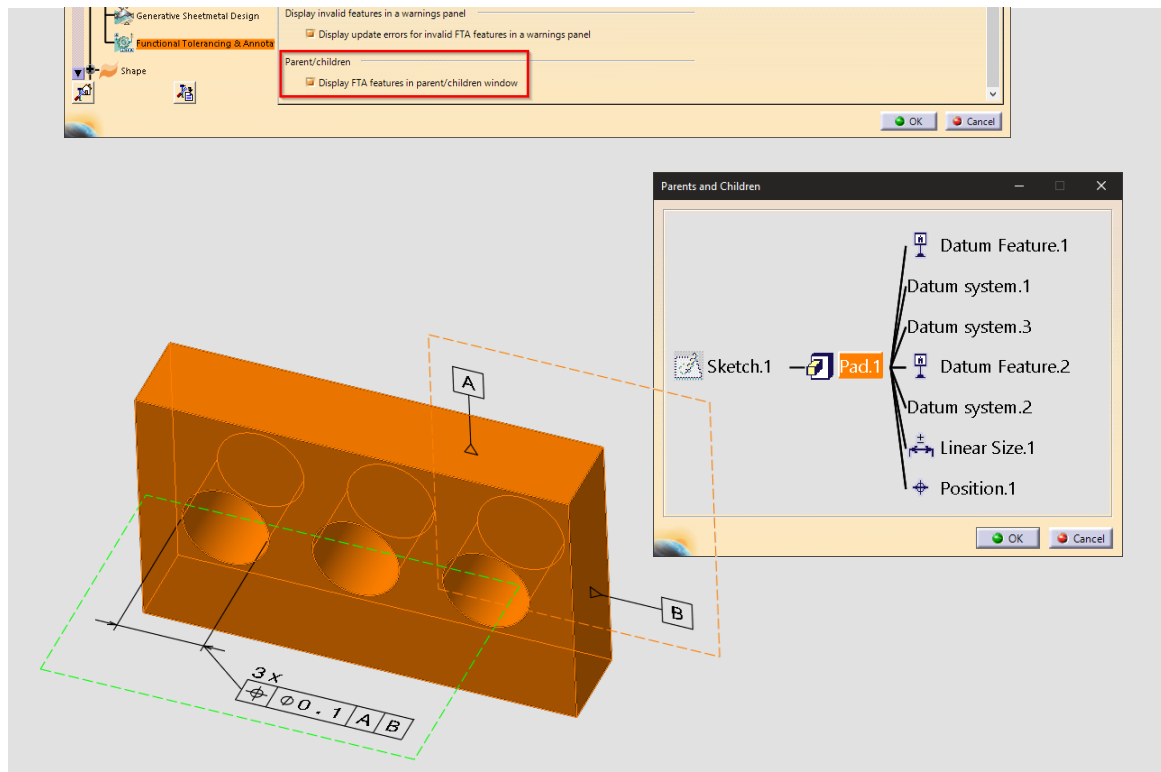 Generative Sheetmetal Design
Functional Tolerancing & Annota
Shape
Display invalid features in a warnings panel
Display update errors for invalid FTA features in a warnings panel
Parent/children
Display FTA features in parent/children window
OK
Cancel
Parents and Children
Sketch.1
Pad.1
Datum Feature.1
Datum system.1
Datum system.3
Datum Feature.2
Datum system.2
Linear Size.1
Position.1
OK
Cancel
A
B
3x
⌖ ⌀0.1 A B